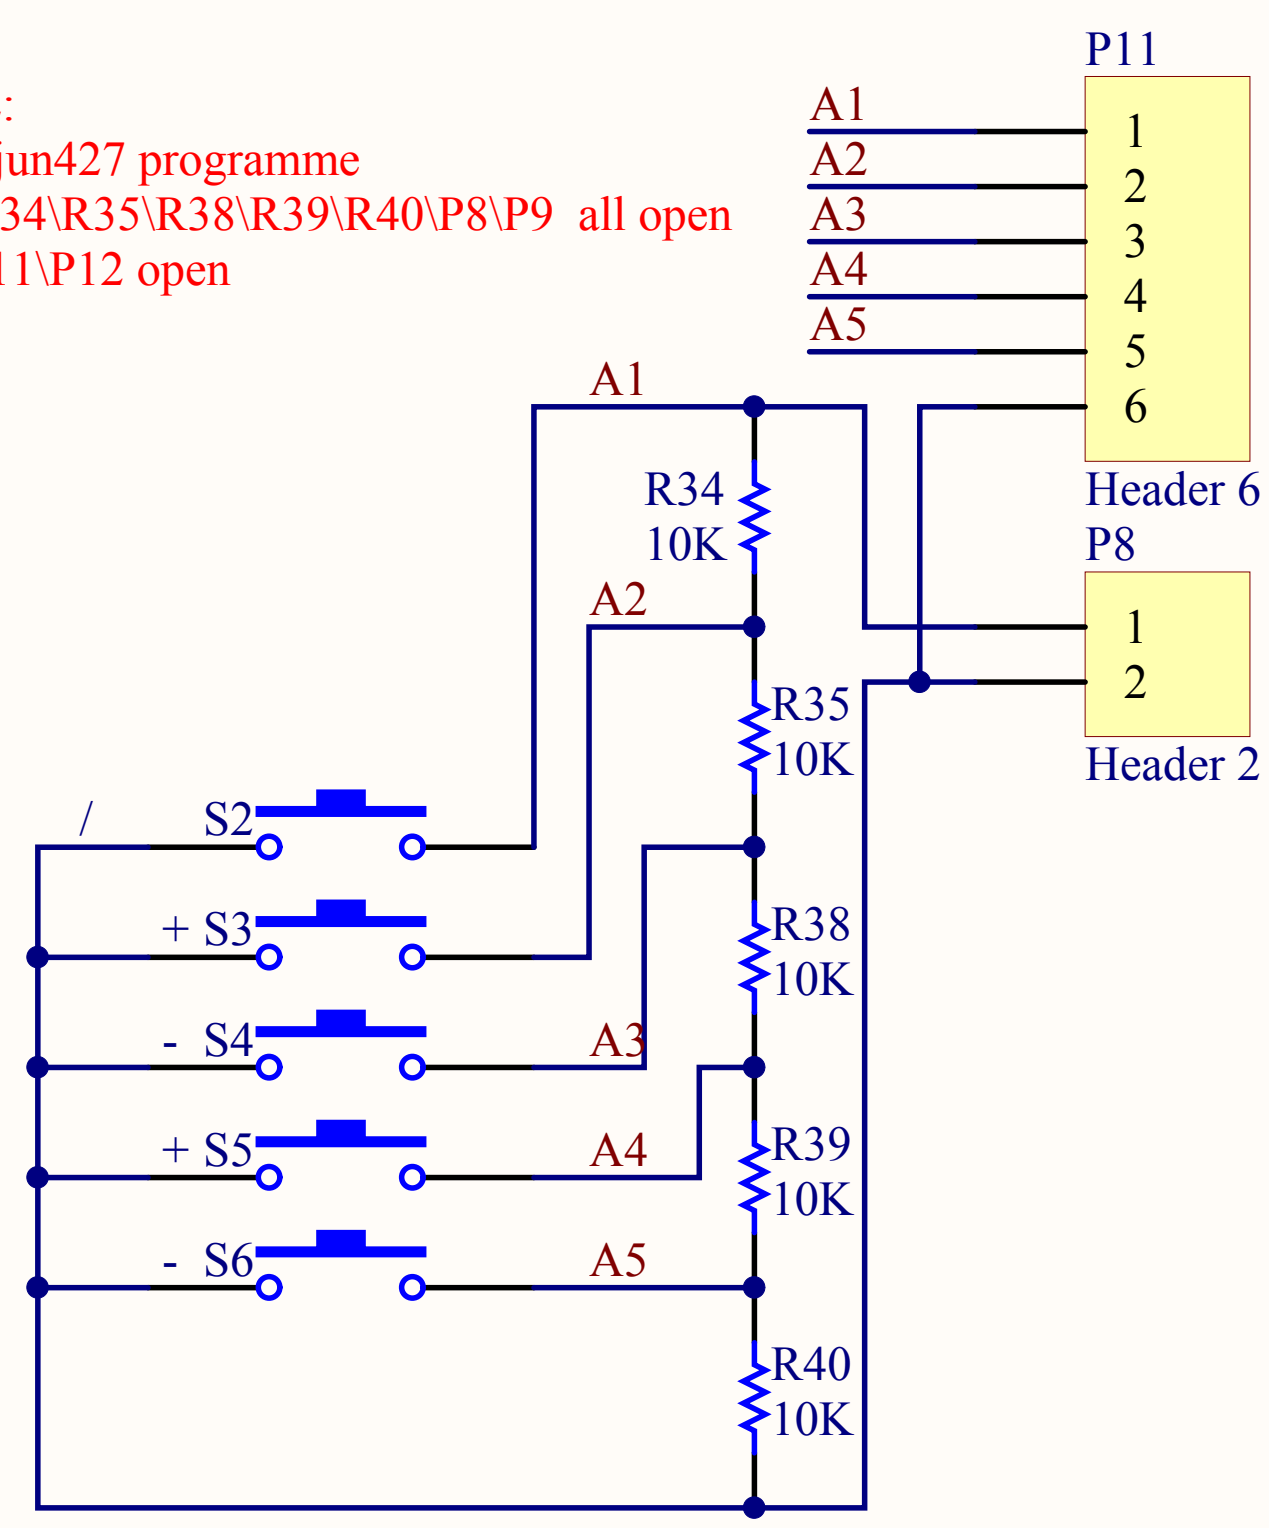 :
jun427 programme
34\R35\R38\R39\R40\P8\P9 all open
11\P12 open
P11
A1
1
A2
2
A3
3
A4
4
A5
5
6
Header 6
A1
R34
10K
P8
1
2
Header 2
A2
R35
10K
/ S2
+ S3
R38
10K
- S4
A3
+ S5
A4
R39
10K
- S6
A5
R40
10K